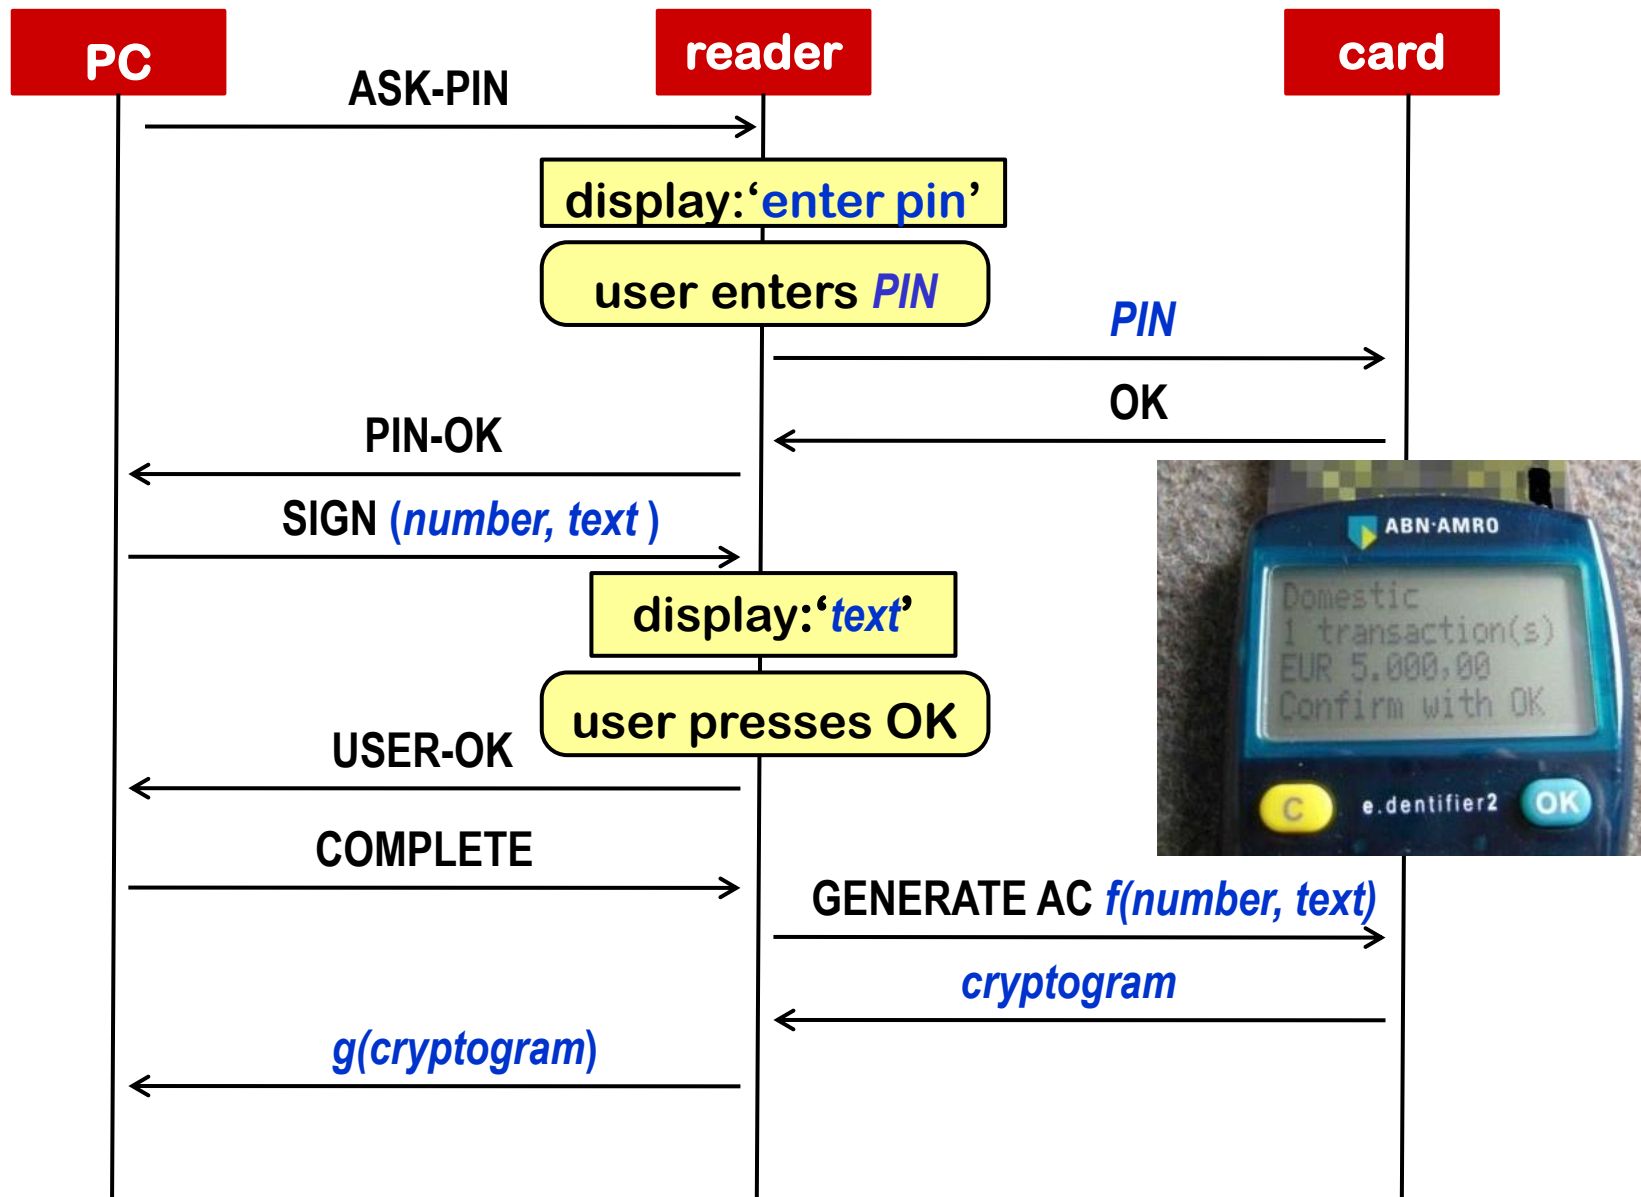 PC
reader
card
ASK-PIN
display:‘enter pin’
user enters PIN
PIN
OK
PIN-OK
SIGN (number, text )
display:‘text’
user presses OK
USER-OK
COMPLETE
GENERATE AC f(number, text)
cryptogram
g(cryptogram)
ABN·AMRO
Domestic
1 transaction(s)
EUR 5.000,00
Confirm with OK
C
e.dentifier2
OK